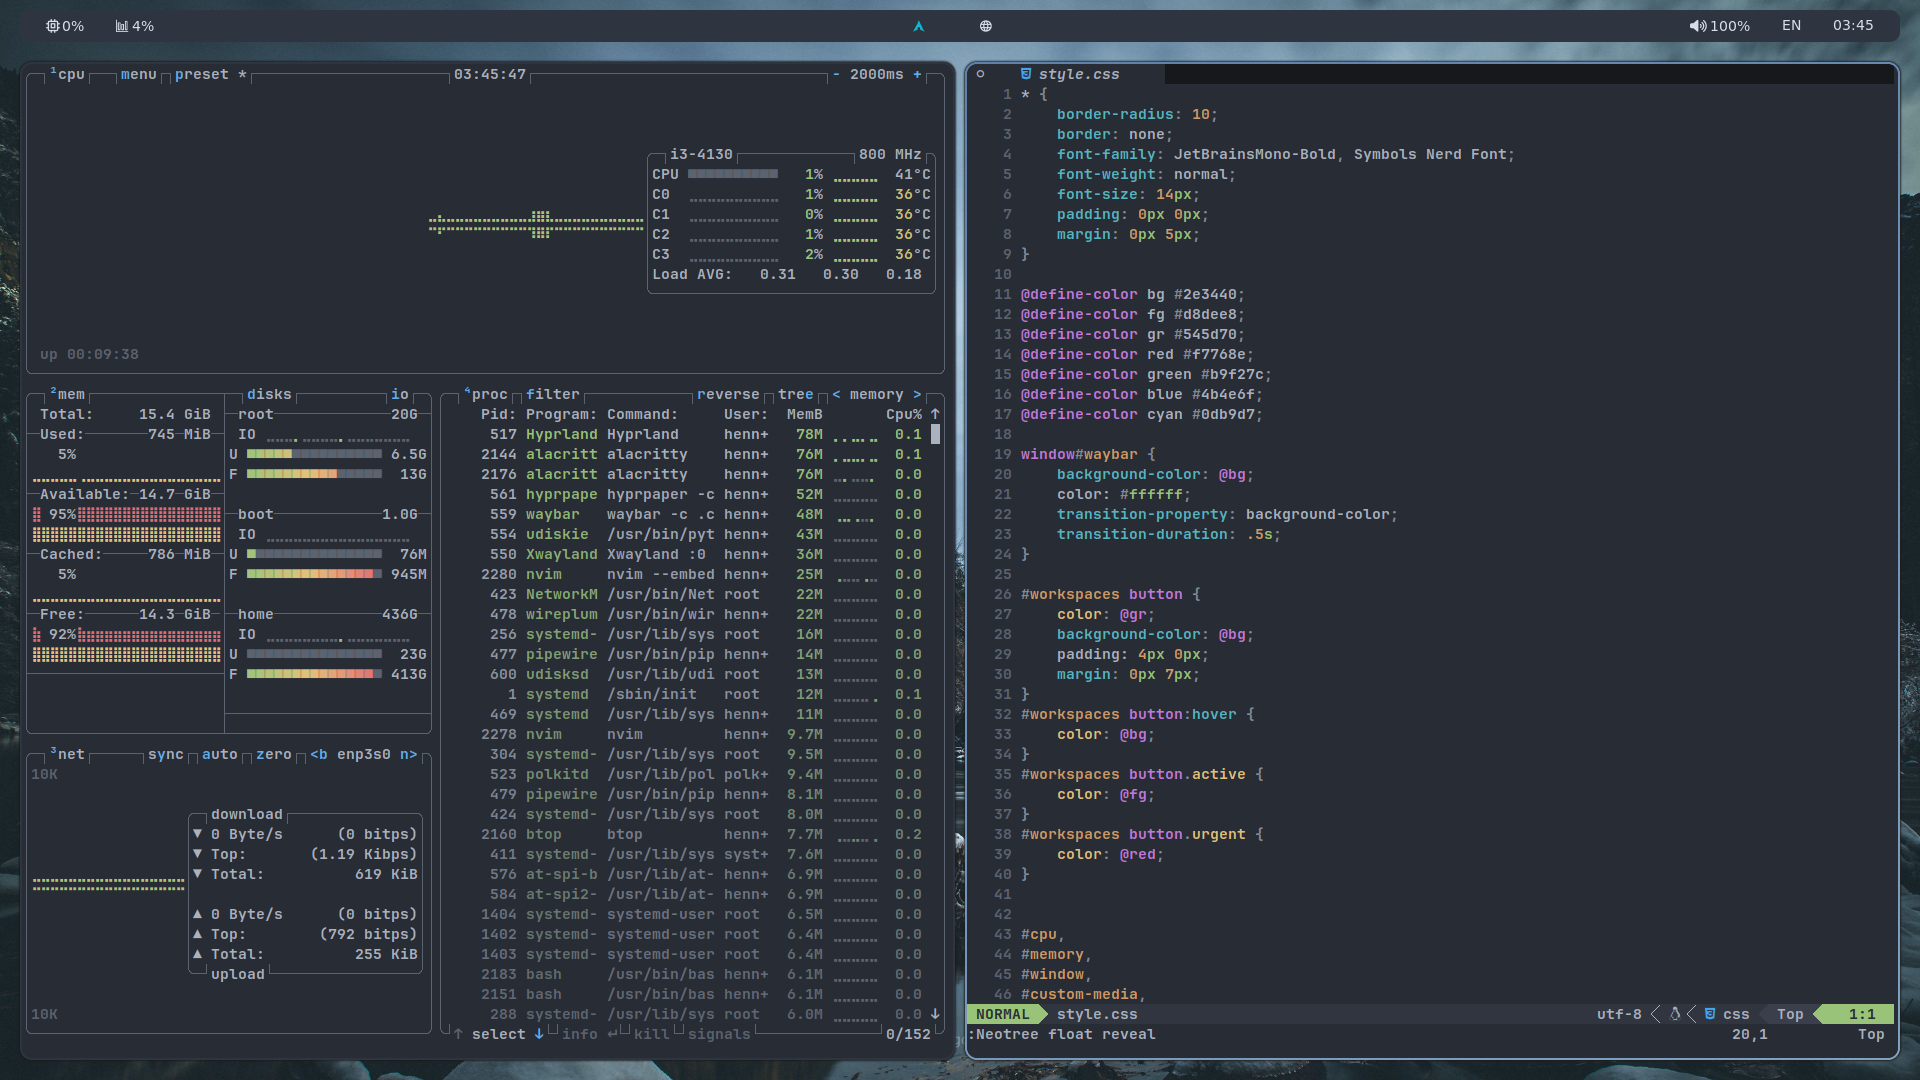 0% 4% 100% EN 03:45
1cpu menu preset * 03:45:47 - 2000ms +
i3-4130 800 MHz
CPU 1% 41°C
C0 1% 36°C
C1 0% 36°C
C2 1% 36°C
C3 2% 36°C
Load AVG: 0.31 0.30 0.18
up 00:09:38
2mem disks io
Total: 15.4 GiB
Used: 745 MiB
5%
Available: 14.7 GiB
95%
Cached: 786 MiB
5%
Free: 14.3 GiB
92%
root 20G
IO
U 6.5G
F 13G
boot 1.0G
IO
U 76M
F 945M
home 436G
IO
U 23G
F 413G
3net sync auto zero <b enp3s0 n>
10K
download
▼ 0 Byte/s (0 bitps)
▼ Top: (1.19 Kibps)
▼ Total: 619 KiB
▲ 0 Byte/s (0 bitps)
▲ Top: (792 bitps)
▲ Total: 255 KiB
upload
10K
4proc filter reverse tree < memory >
Pid: Program: Command: User: MemB Cpu% ↑
517 Hyprland Hyprland henn+ 78M 0.1
2144 alacritt alacritty henn+ 76M 0.1
2176 alacritt alacritty henn+ 76M 0.0
561 hyprpape hyprpaper -c henn+ 52M 0.0
559 waybar waybar -c .c henn+ 48M 0.0
554 udiskie /usr/bin/pyt henn+ 43M 0.0
550 Xwayland Xwayland :0 henn+ 36M 0.0
2280 nvim nvim --embed henn+ 25M 0.0
423 NetworkM /usr/bin/Net root 22M 0.0
478 wireplum /usr/bin/wir henn+ 22M 0.0
256 systemd- /usr/lib/sys root 16M 0.0
477 pipewire /usr/bin/pip henn+ 14M 0.0
600 udisksd /usr/lib/udi root 13M 0.0
1 systemd /sbin/init root 12M 0.1
469 systemd /usr/lib/sys henn+ 11M 0.0
2278 nvim nvim henn+ 9.7M 0.0
304 systemd- /usr/lib/sys root 9.5M 0.0
523 polkitd /usr/lib/pol polk+ 9.4M 0.0
479 pipewire /usr/bin/pip henn+ 8.1M 0.0
424 systemd- /usr/lib/sys root 8.0M 0.0
2160 btop btop henn+ 7.7M 0.2
411 systemd- /usr/lib/sys syst+ 7.6M 0.0
576 at-spi-b /usr/lib/at- henn+ 6.9M 0.0
584 at-spi2- /usr/lib/at- henn+ 6.9M 0.0
1404 systemd- systemd-user root 6.5M 0.0
1402 systemd- systemd-user root 6.4M 0.0
1403 systemd- systemd-user root 6.4M 0.0
2183 bash /usr/bin/bas henn+ 6.1M 0.0
2151 bash /usr/bin/bas henn+ 6.1M 0.0
288 systemd- /usr/lib/sys root 6.0M 0.0 ↓
↑ select ↓ info ↵ kill signals 0/152
style.css
1 * {
2 border-radius: 10;
3 border: none;
4 font-family: JetBrainsMono-Bold, Symbols Nerd Font;
5 font-weight: normal;
6 font-size: 14px;
7 padding: 0px 0px;
8 margin: 0px 5px;
9 }
10
11 @define-color bg #2e3440;
12 @define-color fg #d8dee8;
13 @define-color gr #545d70;
14 @define-color red #f7768e;
15 @define-color green #b9f27c;
16 @define-color blue #4b4e6f;
17 @define-color cyan #0db9d7;
18
19 window#waybar {
20 background-color: @bg;
21 color: #ffffff;
22 transition-property: background-color;
23 transition-duration: .5s;
24 }
25
26 #workspaces button {
27 color: @gr;
28 background-color: @bg;
29 padding: 4px 0px;
30 margin: 0px 7px;
31 }
32 #workspaces button:hover {
33 color: @bg;
34 }
35 #workspaces button.active {
36 color: @fg;
37 }
38 #workspaces button.urgent {
39 color: @red;
40 }
41
42
43 #cpu,
44 #memory,
45 #window,
46 #custom-media,
NORMAL style.css utf-8 css Top 1:1
:Neotree float reveal 20,1 Top